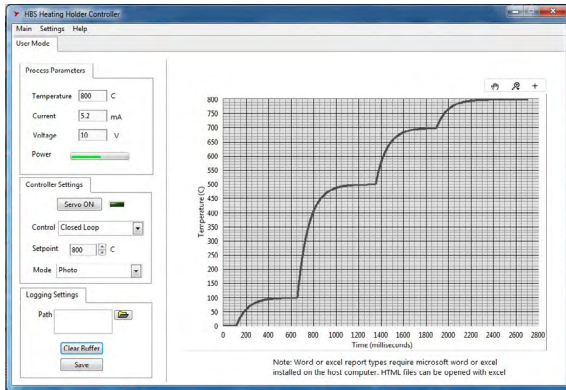 HBS Heating Holder Controller
Main Settings Help
User Mode
Process Parameters
Temperature 800 C
Current 5.2 mA
Voltage 10 V
Power
Controller Settings
Servo ON
Control Closed Loop
Setpoint 800 C
Mode Photo
Logging Settings
Path
Clear Buffer
Save
Temperature (C)
800
750
700
650
600
550
500
450
400
350
300
250
200
150
100
50
0
0 200 400 600 800 1000 1200 1400 1600 1800 2000 2200 2400 2600 2800
Time (milliseconds)
Note: Word or excel report types require microsoft word or excel
installed on the host computer. HTML files can be opened with excel